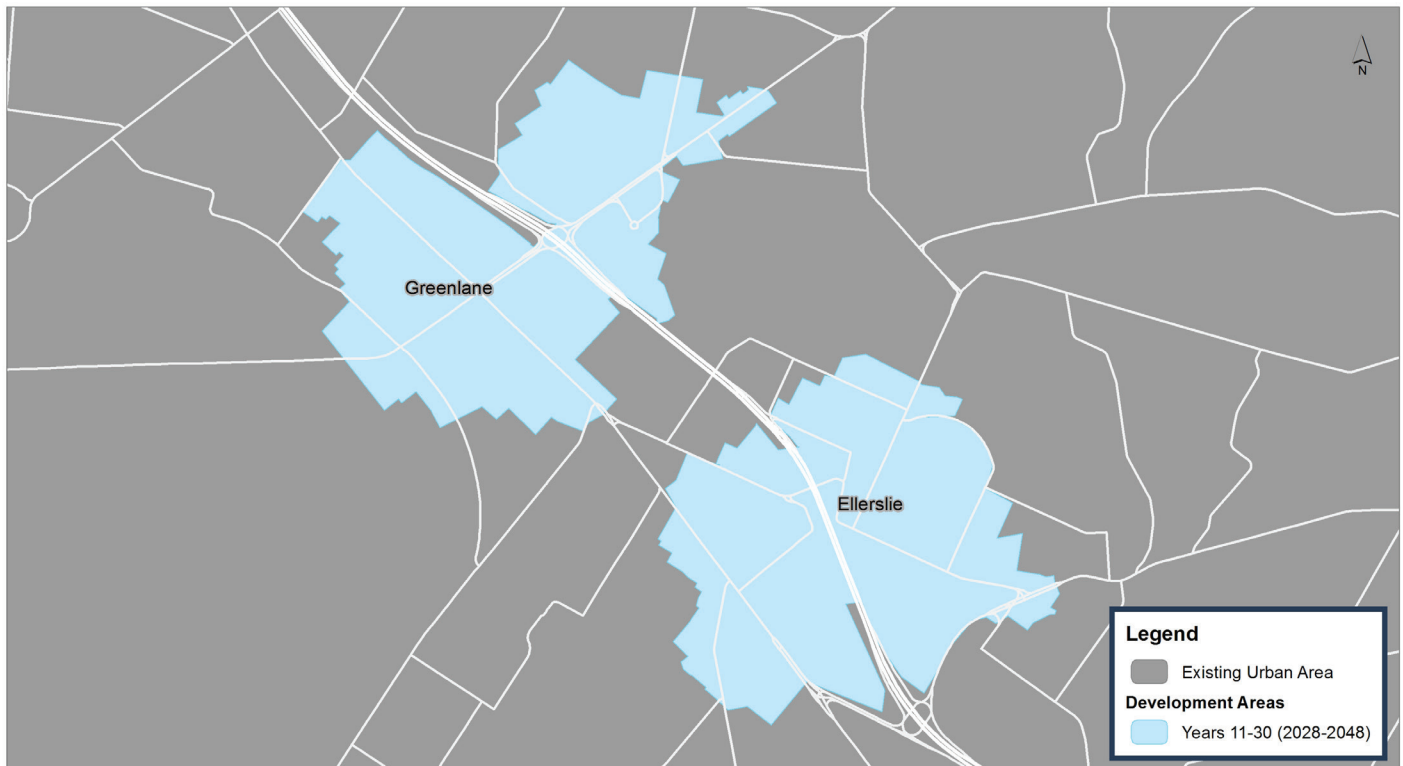 N
Greenlane
Ellerslie
Legend
Existing Urban Area
Development Areas
Years 11-30 (2028-2048)